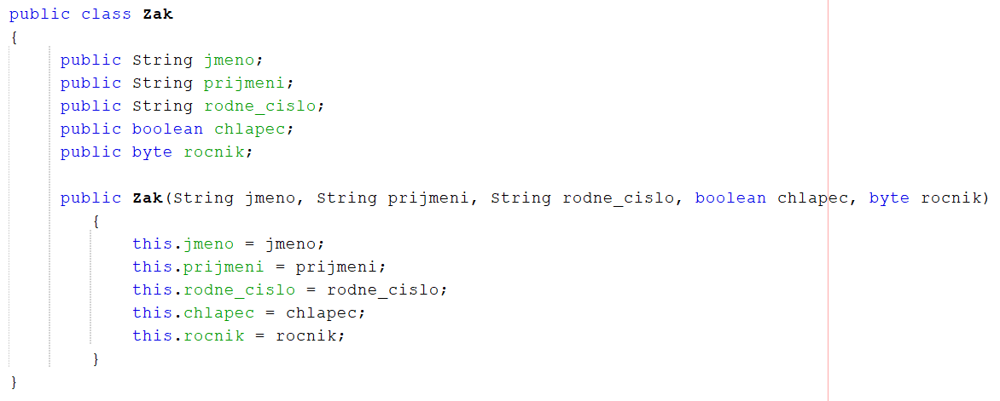 public class Zak
{
public String jmeno;
public String prijmeni;
public String rodne_cislo;
public boolean chlapec;
public byte rocnik;
public Zak(String jmeno, String prijmeni, String rodne_cislo, boolean chlapec, byte rocnik)
{
this.jmeno = jmeno;
this.prijmeni = prijmeni;
this.rodne_cislo = rodne_cislo;
this.chlapec = chlapec;
this.rocnik = rocnik;
}
}